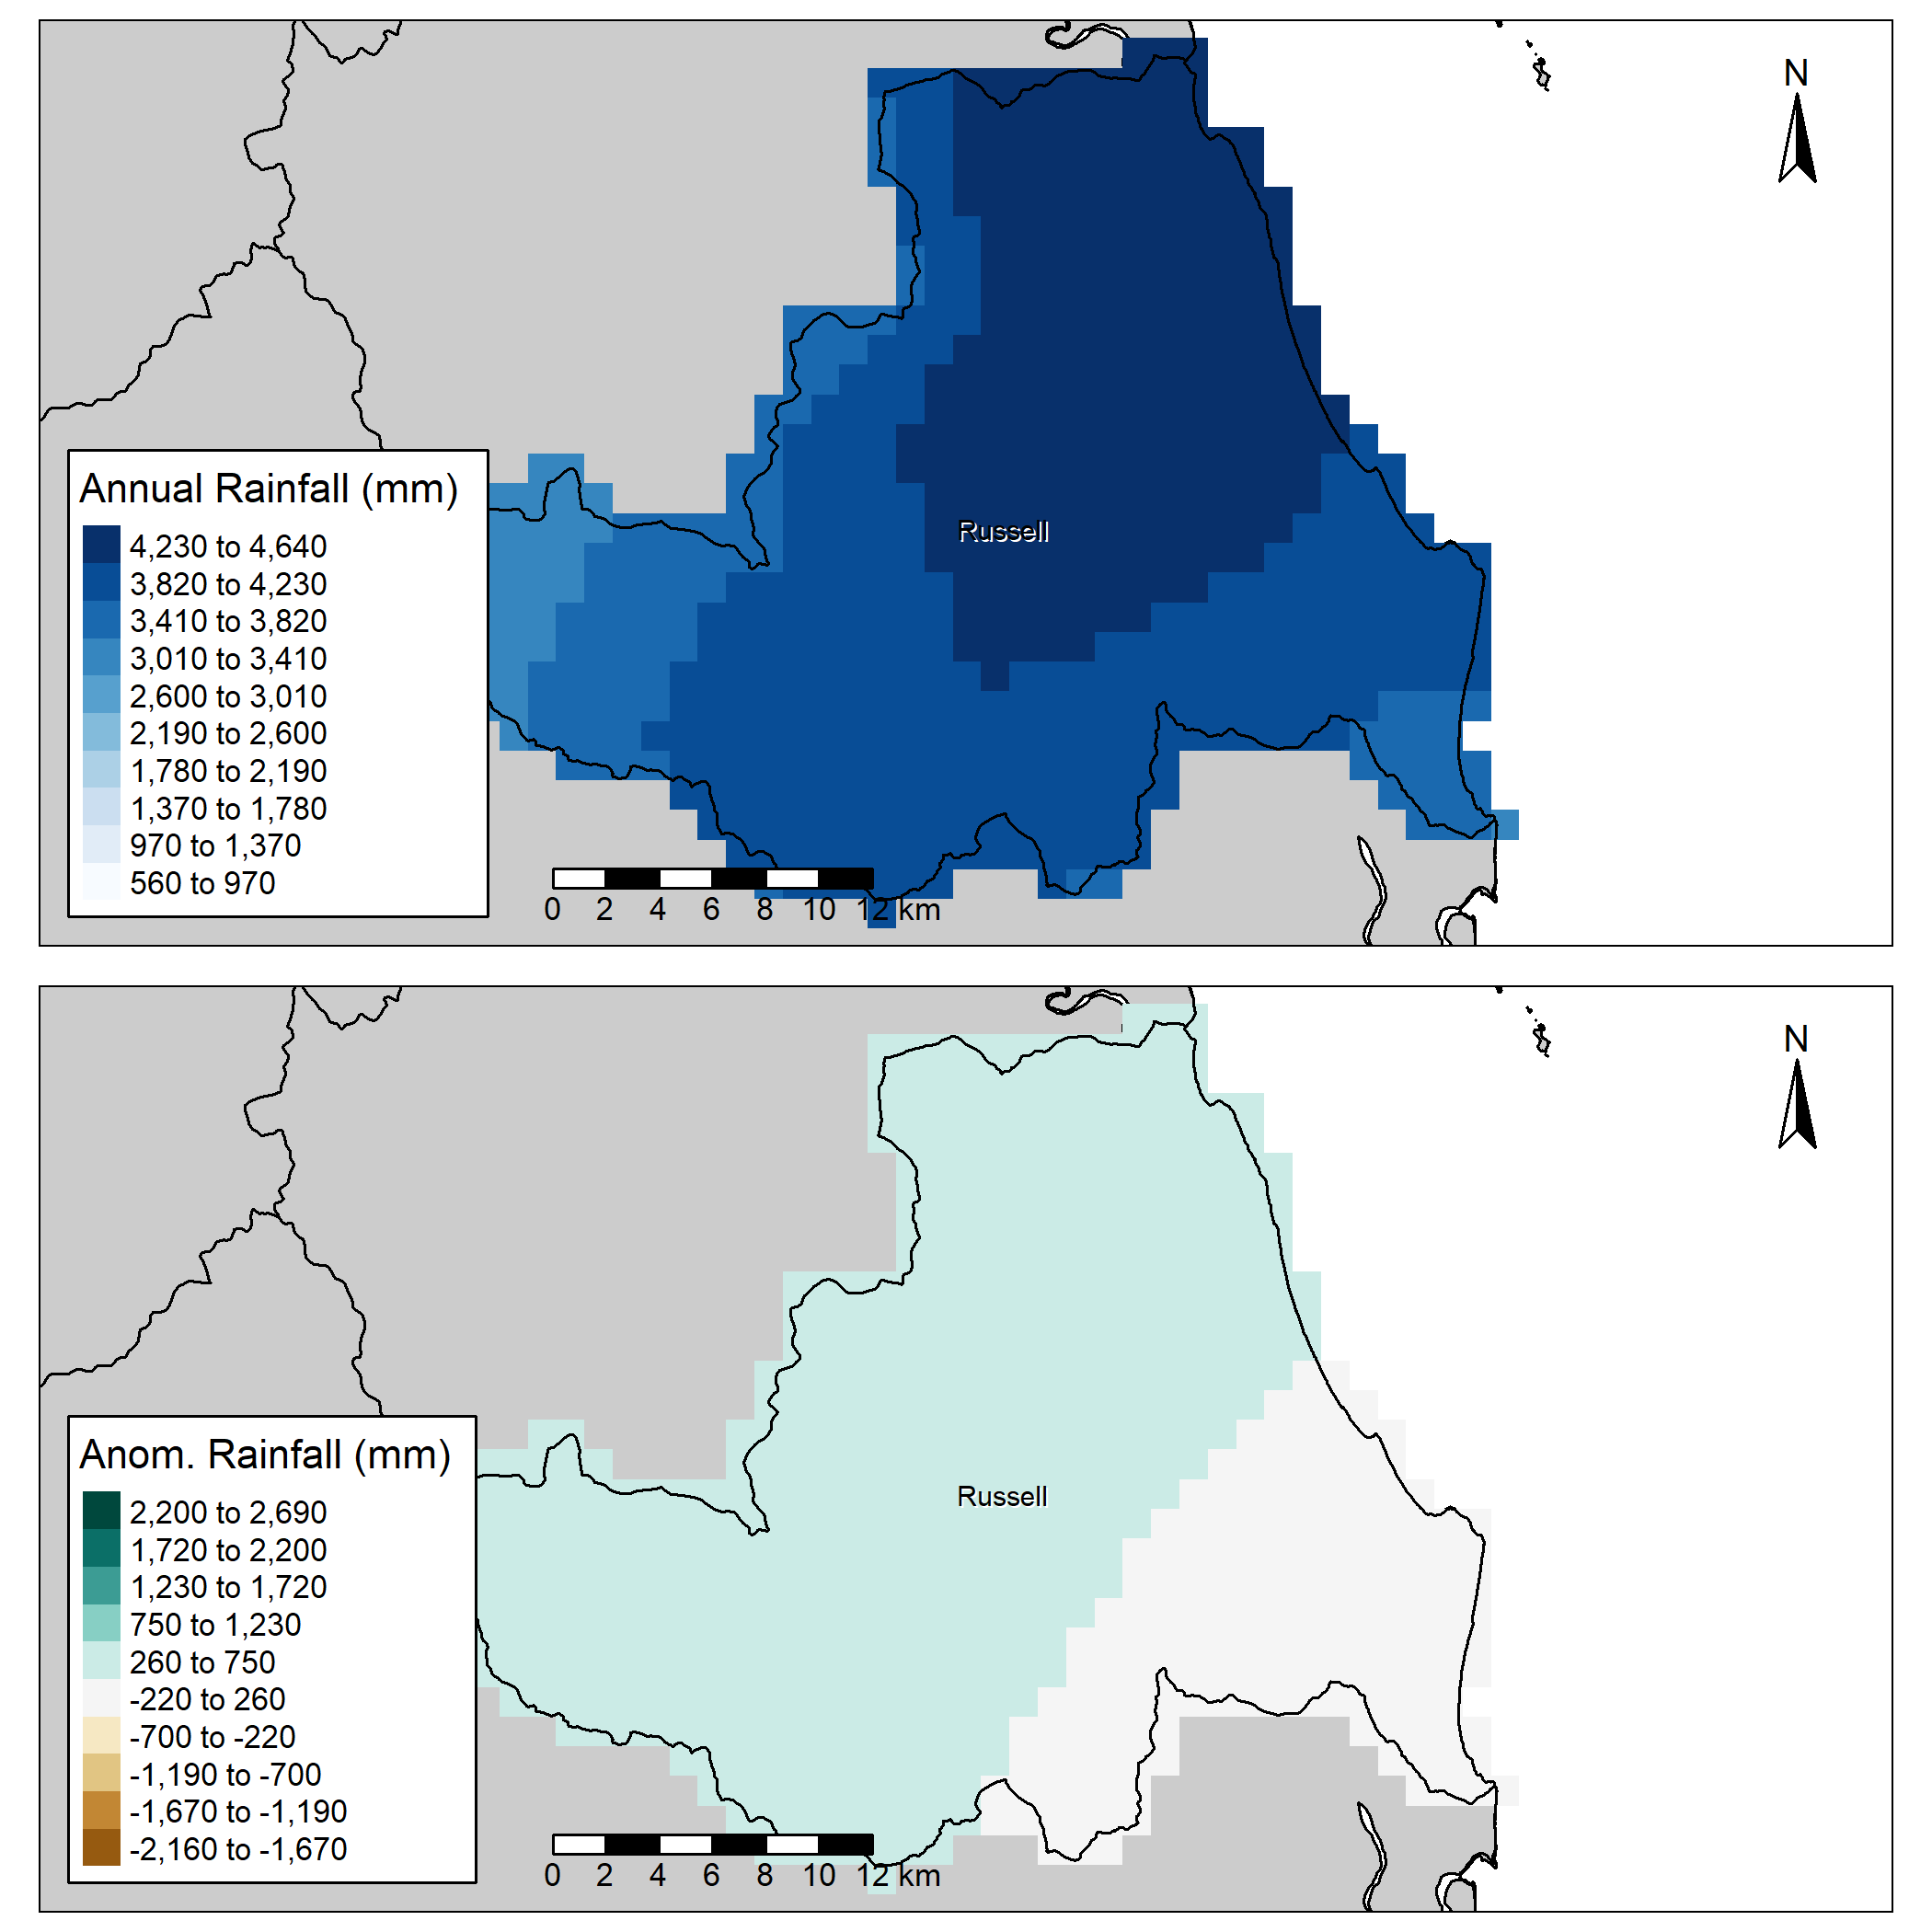 N
Annual Rainfall (mm)
4,230 to 4,640
3,820 to 4,230
3,410 to 3,820
3,010 to 3,410
2,600 to 3,010
2,190 to 2,600
1,780 to 2,190
1,370 to 1,780
970 to 1,370
560 to 970
Russell
0 2 4 6 8 10 12 km
N
Anom. Rainfall (mm)
2,200 to 2,690
1,720 to 2,200
1,230 to 1,720
750 to 1,230
260 to 750
-220 to 260
-700 to -220
-1,190 to -700
-1,670 to -1,190
-2,160 to -1,670
Russell
0 2 4 6 8 10 12 km